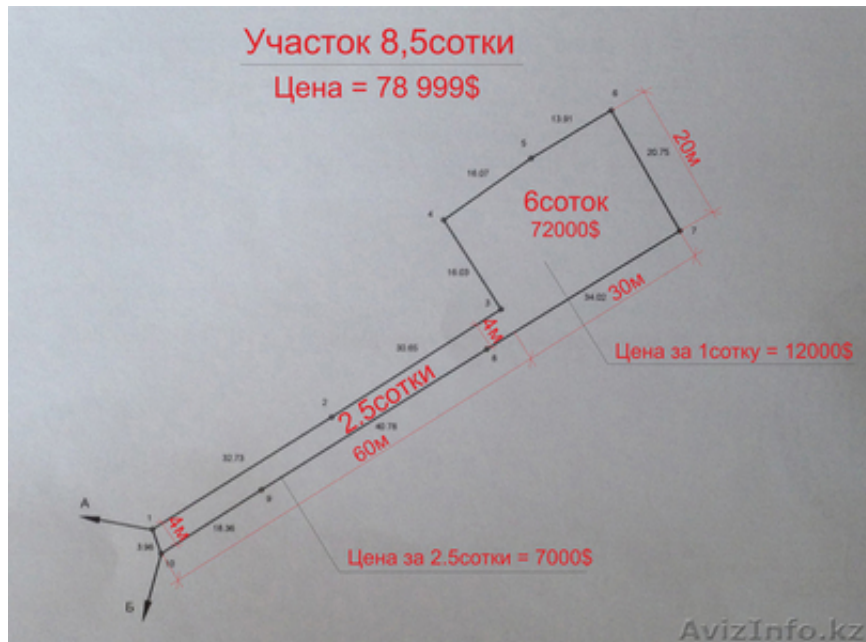 Участок 8,5сотки
Цена = 78 999$
6
13.91
5
20.75
20м
16.07
6соток
72000$
4
7
16.03
3
30м
34.02
4м
30.65
8
Цена за 1сотку = 12000$
2
2,5сотки
40.76
60м
32.73
9
А
1
4м
18.96
3.96
10
Цена за 2.5сотки = 7000$
Б
AvizInfo.kz